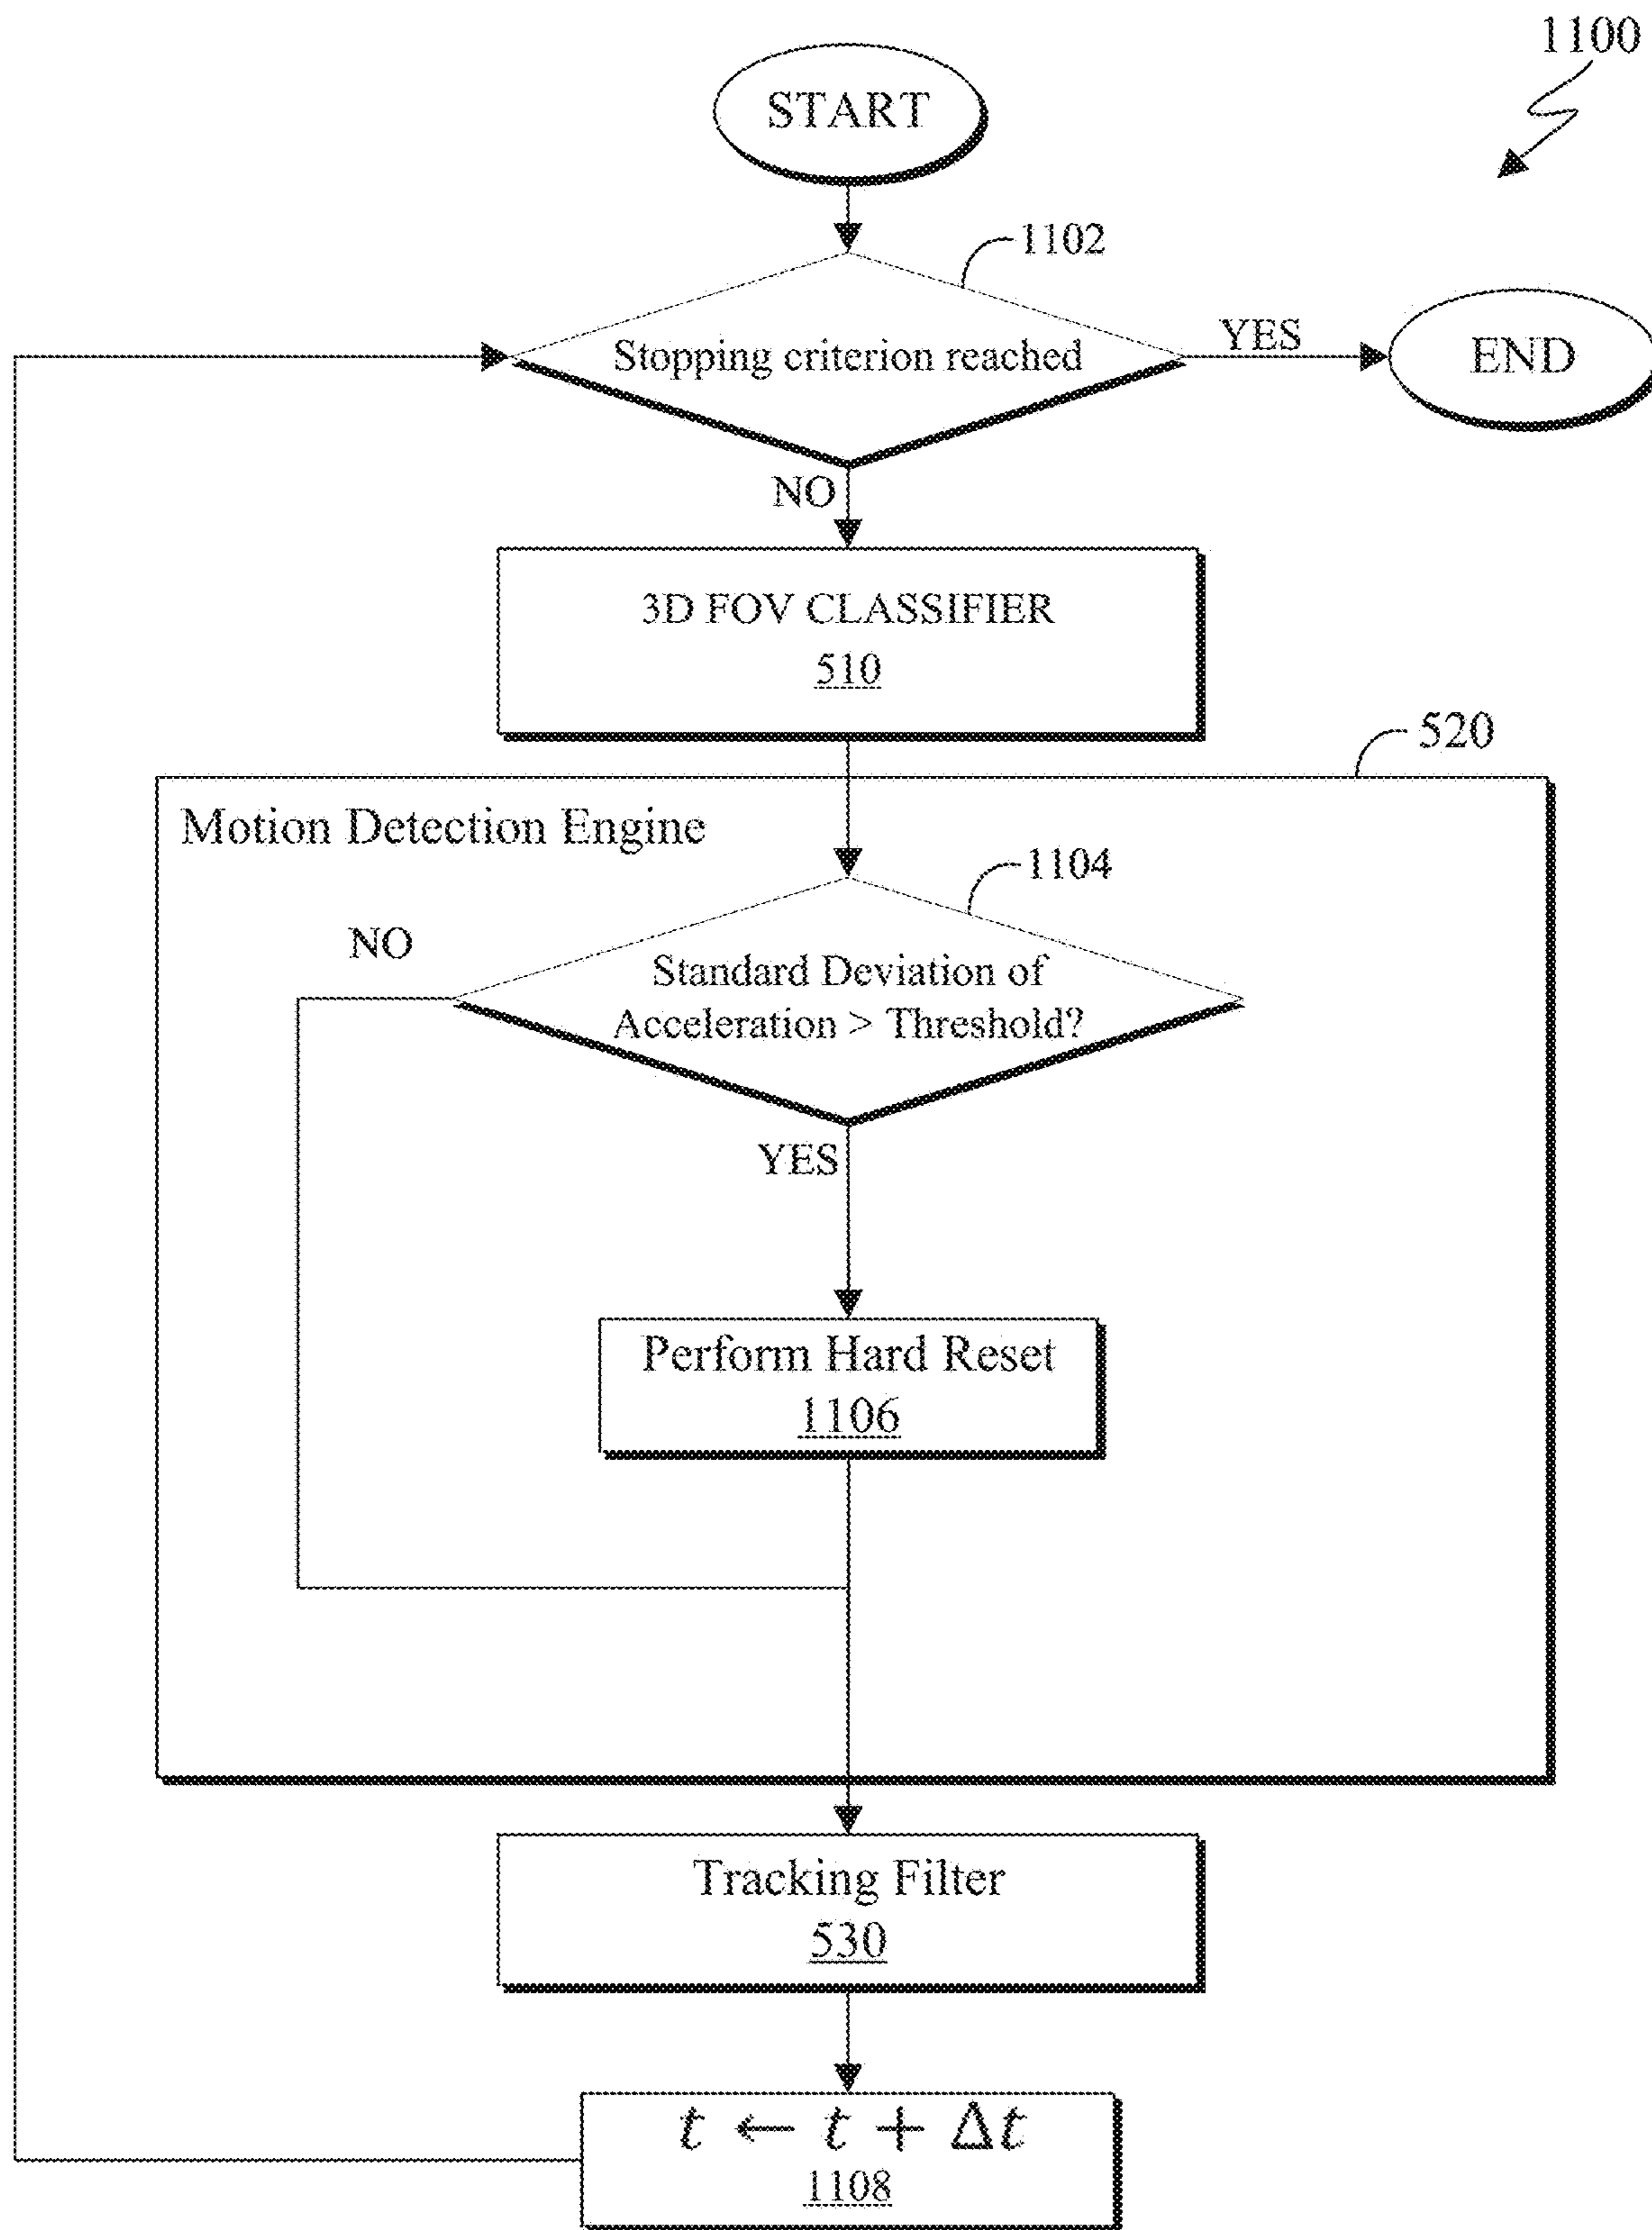 1100
START
1102
Stopping criterion reached
YES
END
NO
3D FOV CLASSIFIER
510
520
Motion Detection Engine
1104
NO
Standard Deviation of
Acceleration > Threshold?
YES
Perform Hard Reset
1106
Tracking Filter
530
t ← t + Δt
1108